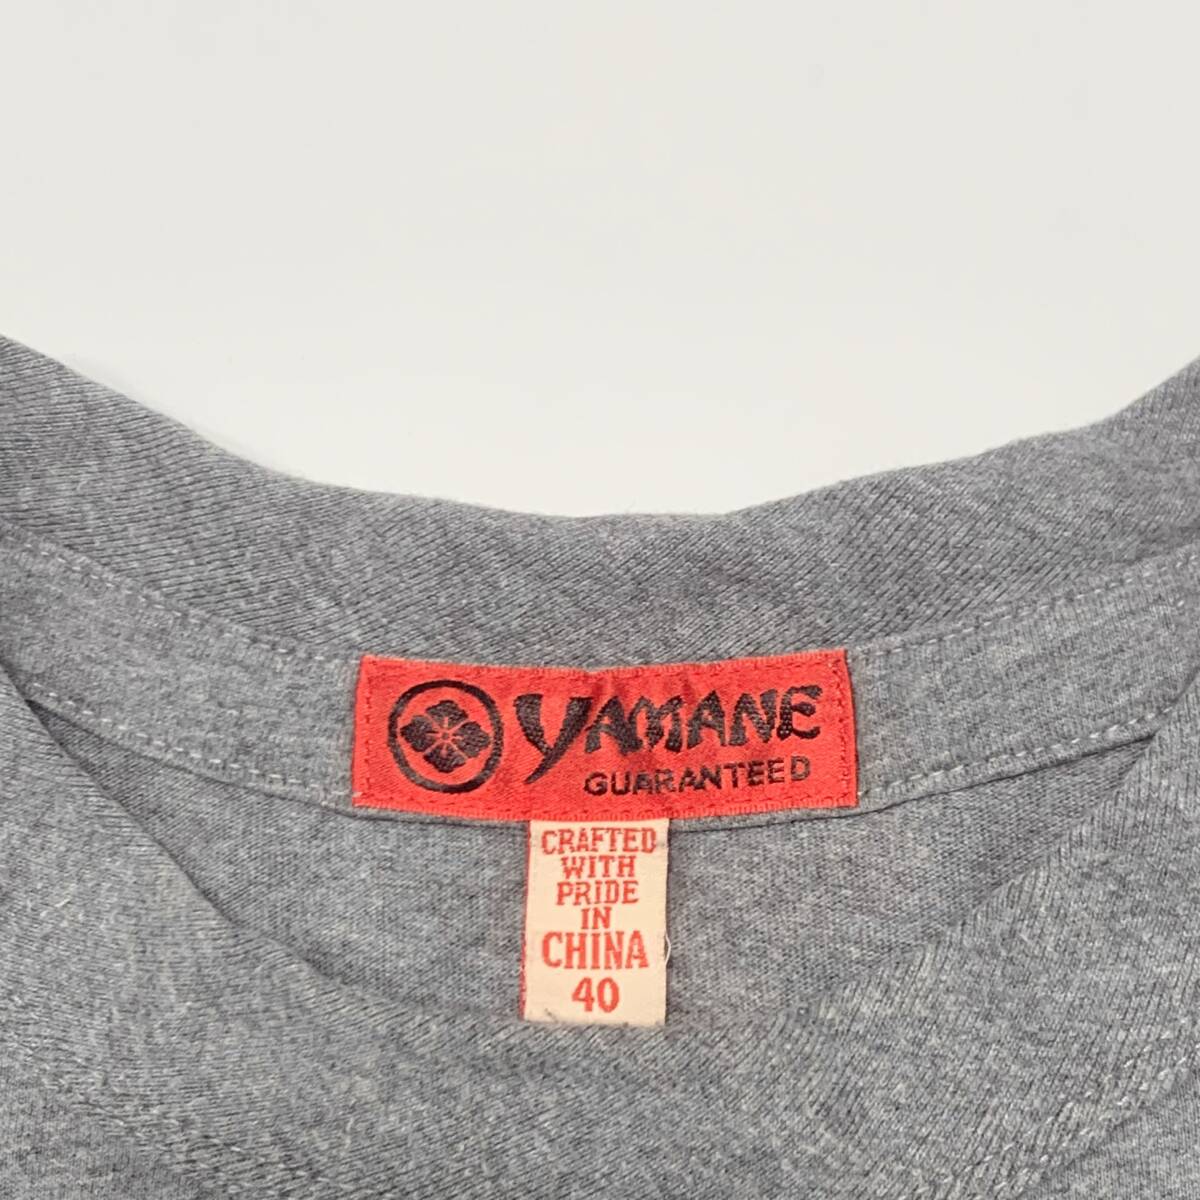 YAMANE
GUARANTEED
CRAFTED
WITH
PRIDE
IN
CHINA
40